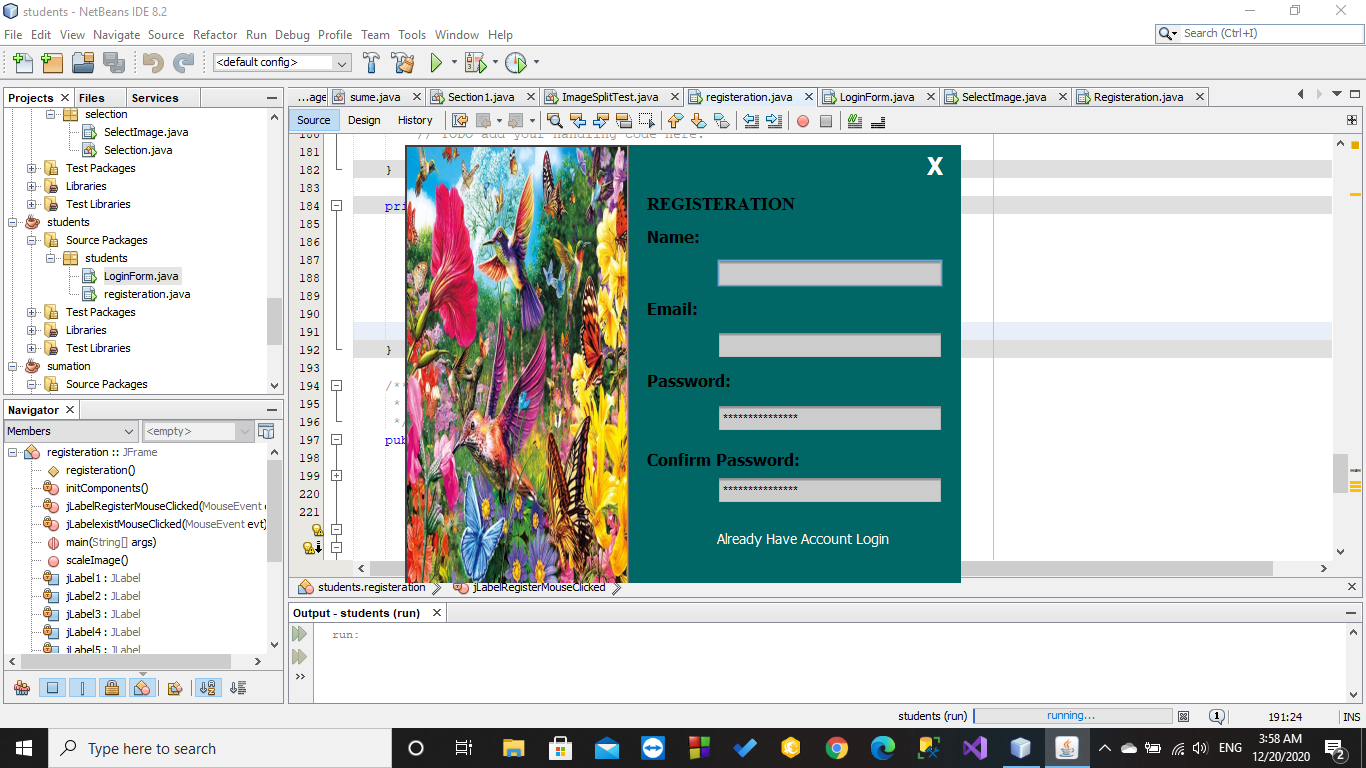 students - NetBeans IDE 8.2
File Edit View Navigate Source Refactor Run Debug Profile Team Tools Window Help
Search (Ctrl+I)
<default config>
Projects Files Services
...age sume.java Section1.java ImageSplitTest.java registeration.java LoginForm.java SelectImage.java Registeration.java
Source Design History
selection
SelectImage.java
Selection.java
Test Packages
Libraries
Test Libraries
students
Source Packages
students
LoginForm.java
registeration.java
Test Packages
Libraries
Test Libraries
sumation
Source Packages
// TODO add your handling code here:
181
182 }
183
184 pri
185
186
187
188
189
190
191
192 }
193
194 /**
195 *
196 */
197 pub
198
199
220
221
X
REGISTERATION
Name:
Email:
Password:
***************
Confirm Password:
***************
Already Have Account Login
Navigator
Members <empty>
registeration :: JFrame
registeration()
initComponents()
jLabelRegisterMouseClicked(MouseEvent e
jLabelexistMouseClicked(MouseEvent evt)
main(String[] args)
scaleImage()
jLabel1 : JLabel
jLabel2 : JLabel
jLabel3 : JLabel
jLabel4 : JLabel
jLabel5 : JLabel
students.registeration jLabelRegisterMouseClicked
Output - students (run)
run:
students (run) running... 1 191:24 INS
Type here to search
ENG
3:58 AM
12/20/2020
2